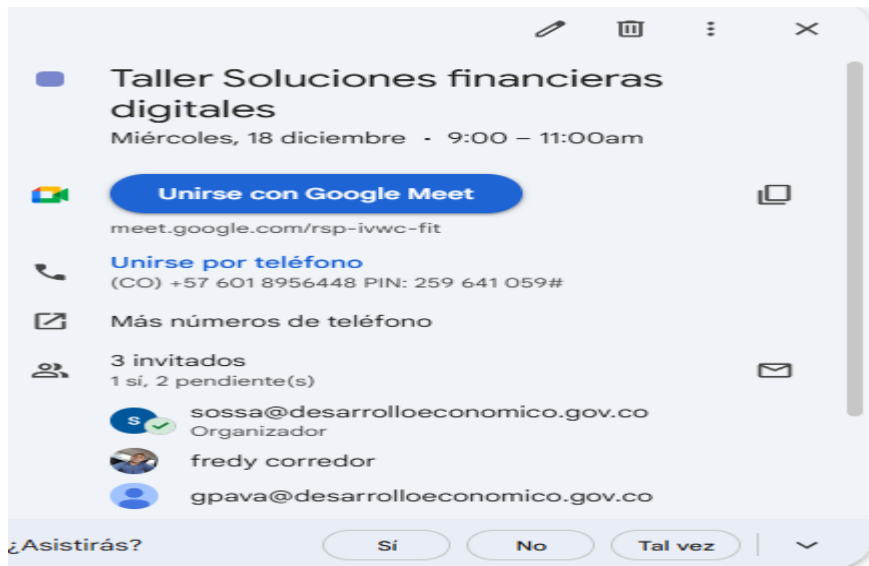 Taller Soluciones financieras
digitales
Miércoles, 18 diciembre · 9:00 – 11:00am
Unirse con Google Meet
meet.google.com/rsp-ivwc-fit
Unirse por teléfono
(CO) +57 601 8956448 PIN: 259 641 059#
Más números de teléfono
3 invitados
1 sí, 2 pendiente(s)
S
sossa@desarrolloeconomico.gov.co
Organizador
fredy corredor
gpava@desarrolloeconomico.gov.co
¿Asistirás? Sí No Tal vez